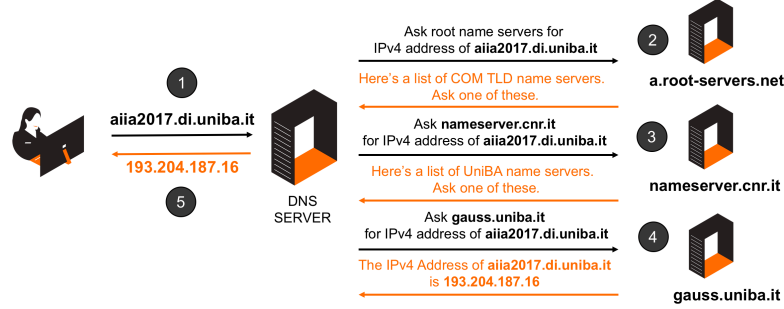 1
aiia2017.di.uniba.it
193.204.187.16
5
DNS
SERVER
Ask root name servers for
IPv4 address of aiia2017.di.uniba.it
2
Here's a list of COM TLD name servers.
Ask one of these.
a.root-servers.net
Ask nameserver.cnr.it
for IPv4 address of aiia2017.di.uniba.it
3
Here's a list of UniBA name servers.
Ask one of these.
nameserver.cnr.it
Ask gauss.uniba.it
for IPv4 address of aiia2017.di.uniba.it
4
The IPv4 Address of aiia2017.di.uniba.it
is 193.204.187.16
gauss.uniba.it